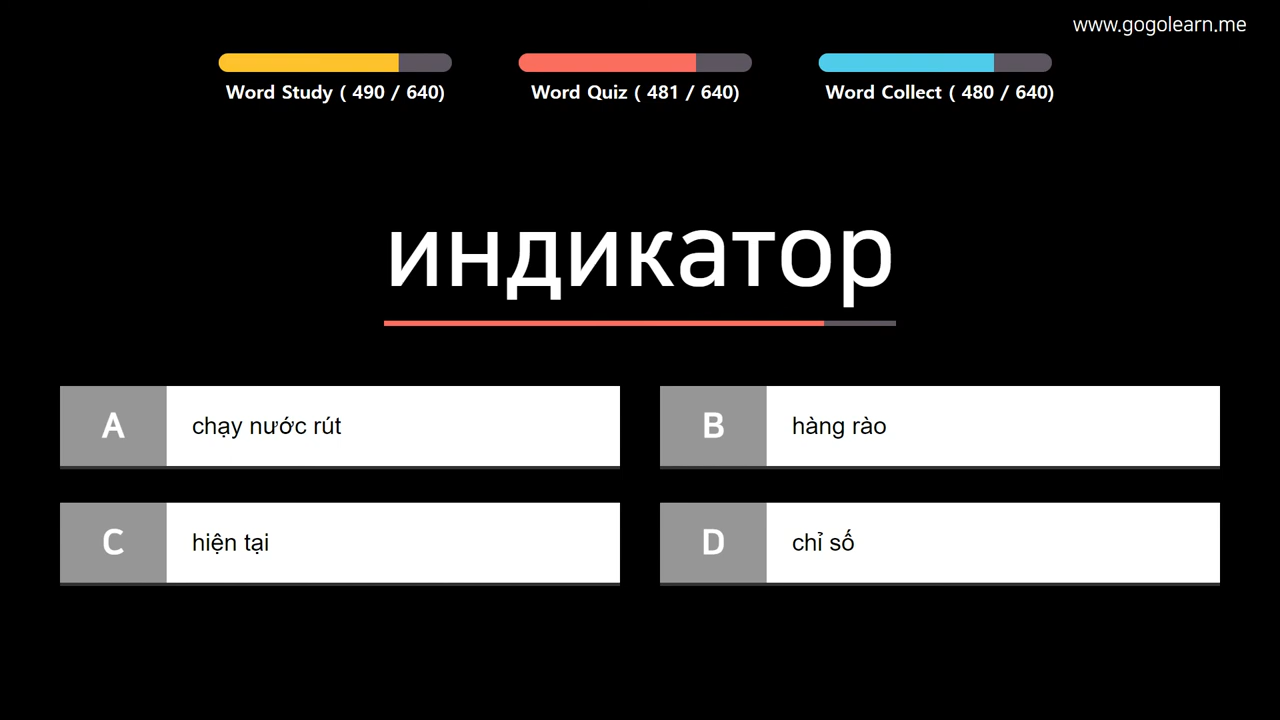 www.gogolearn.me
Word Study ( 490 / 640)
Word Quiz ( 481 / 640)
Word Collect ( 480 / 640)
индикатор
A chạy nước rút
B hàng rào
C hiện tại
D chỉ số